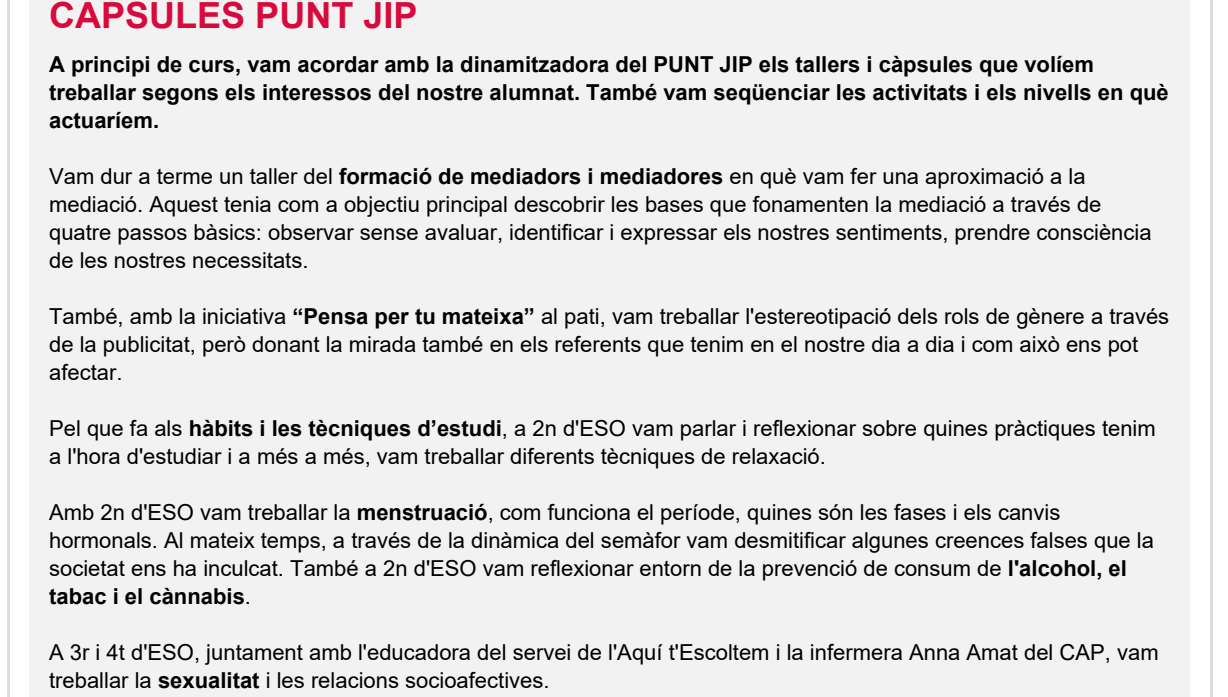 CÀPSULES PUNT JIP
A principi de curs, vam acordar amb la dinamitzadora del PUNT JIP els tallers i càpsules que volíem
treballar segons els interessos del nostre alumnat. També vam seqüenciar les activitats i els nivells en què
actuaríem.
Vam dur a terme un taller del formació de mediadors i mediadores en què vam fer una aproximació a la
mediació. Aquest tenia com a objectiu principal descobrir les bases que fonamenten la mediació a través de
quatre passos bàsics: observar sense avaluar, identificar i expressar els nostres sentiments, prendre consciència
de les nostres necessitats.
També, amb la iniciativa “Pensa per tu mateixa” al pati, vam treballar l'estereotipació dels rols de gènere a través
de la publicitat, però donant la mirada també en els referents que tenim en el nostre dia a dia i com això ens pot
afectar.
Pel que fa als hàbits i les tècniques d’estudi, a 2n d'ESO vam parlar i reflexionar sobre quines pràctiques tenim
a l'hora d'estudiar i a més a més, vam treballar diferents tècniques de relaxació.
Amb 2n d'ESO vam treballar la menstruació, com funciona el període, quines són les fases i els canvis
hormonals. Al mateix temps, a través de la dinàmica del semàfor vam desmitificar algunes creences falses que la
societat ens ha inculcat. També a 2n d'ESO vam reflexionar entorn de la prevenció de consum de l'alcohol, el
tabac i el cànnabis.
A 3r i 4t d'ESO, juntament amb l'educadora del servei de l'Aquí t'Escoltem i la infermera Anna Amat del CAP, vam
treballar la sexualitat i les relacions socioafectives.